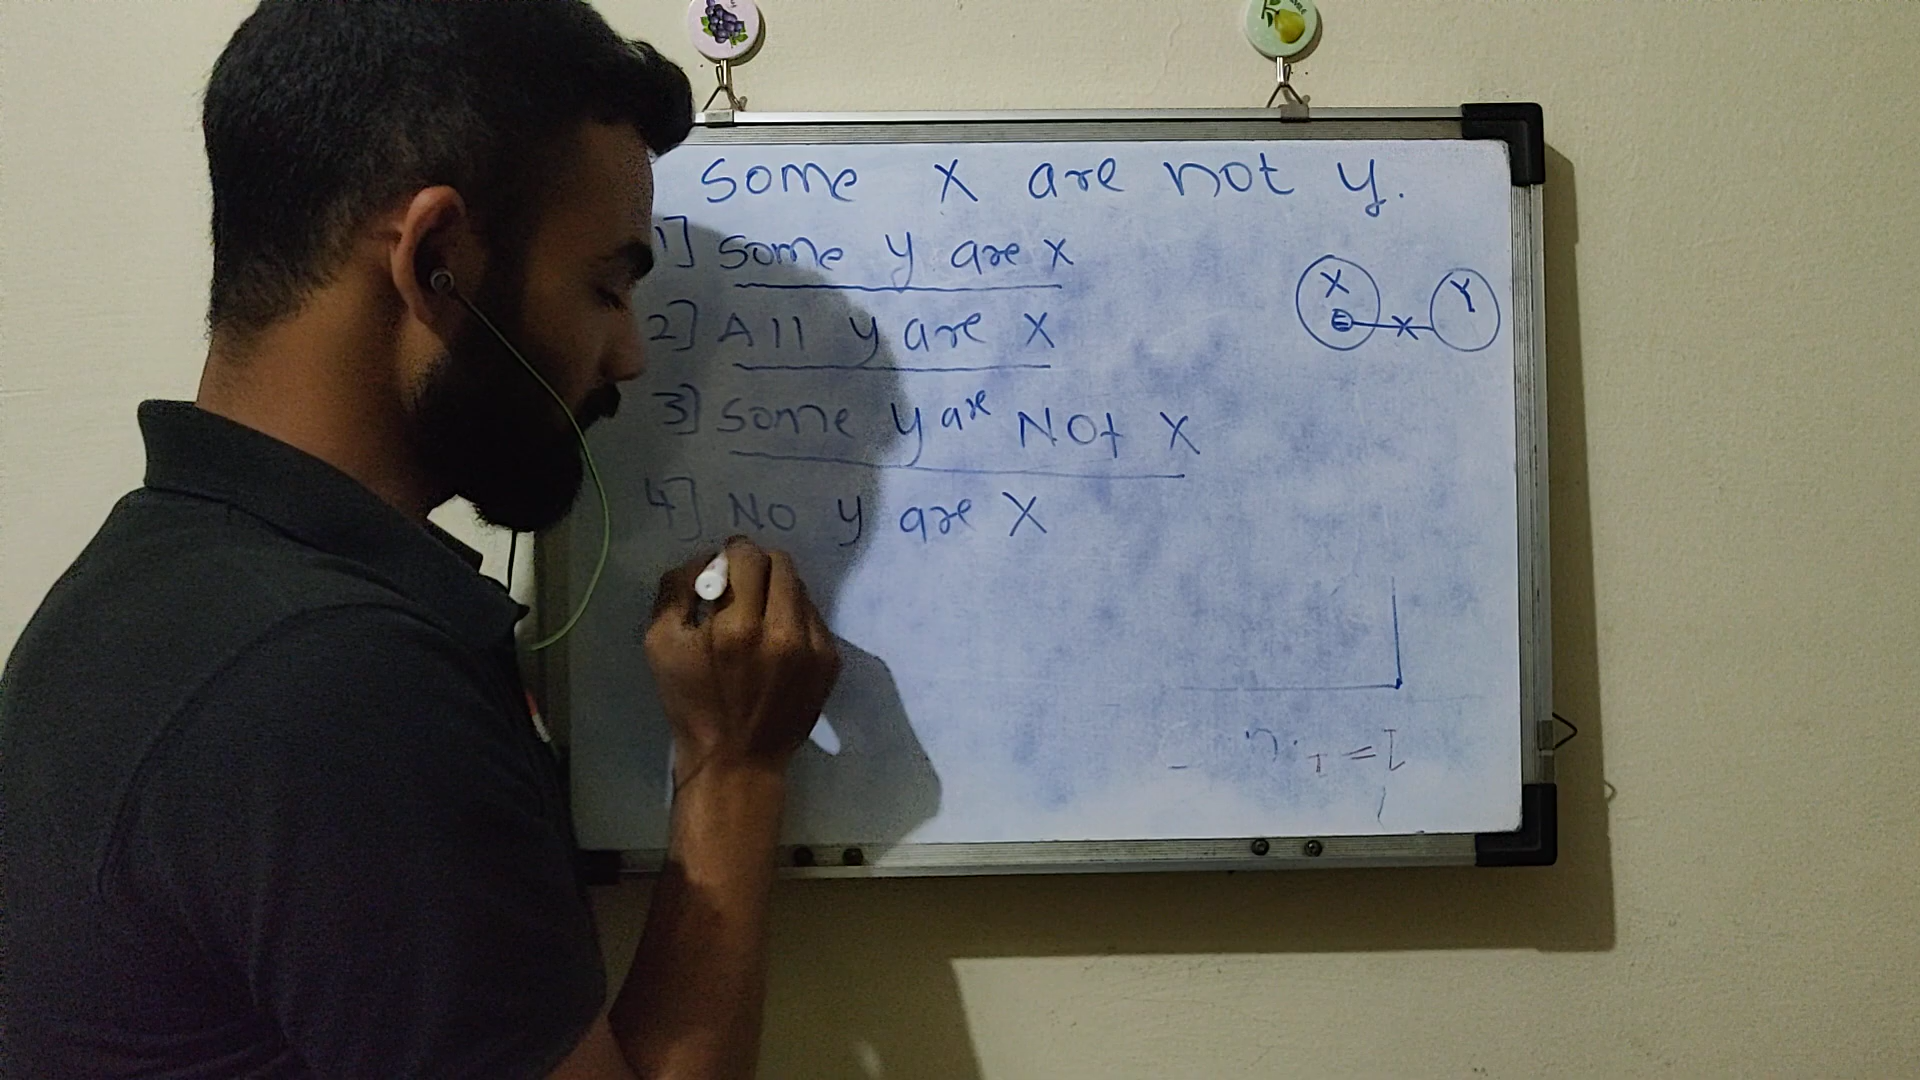 Some X are not y.
1] Some y are X
X Y
2] All y are X
3] Some y are Not X
4] No y are X